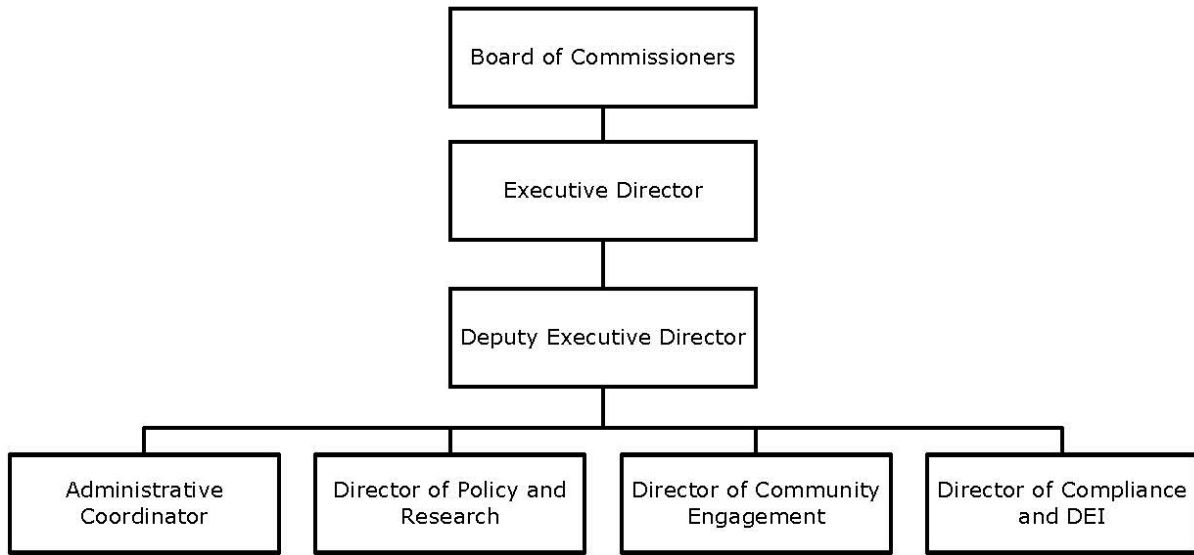 Board of Commissioners
Executive Director
Deputy Executive Director
Administrative
Coordinator
Director of Policy and
Research
Director of Community
Engagement
Director of Compliance
and DEI